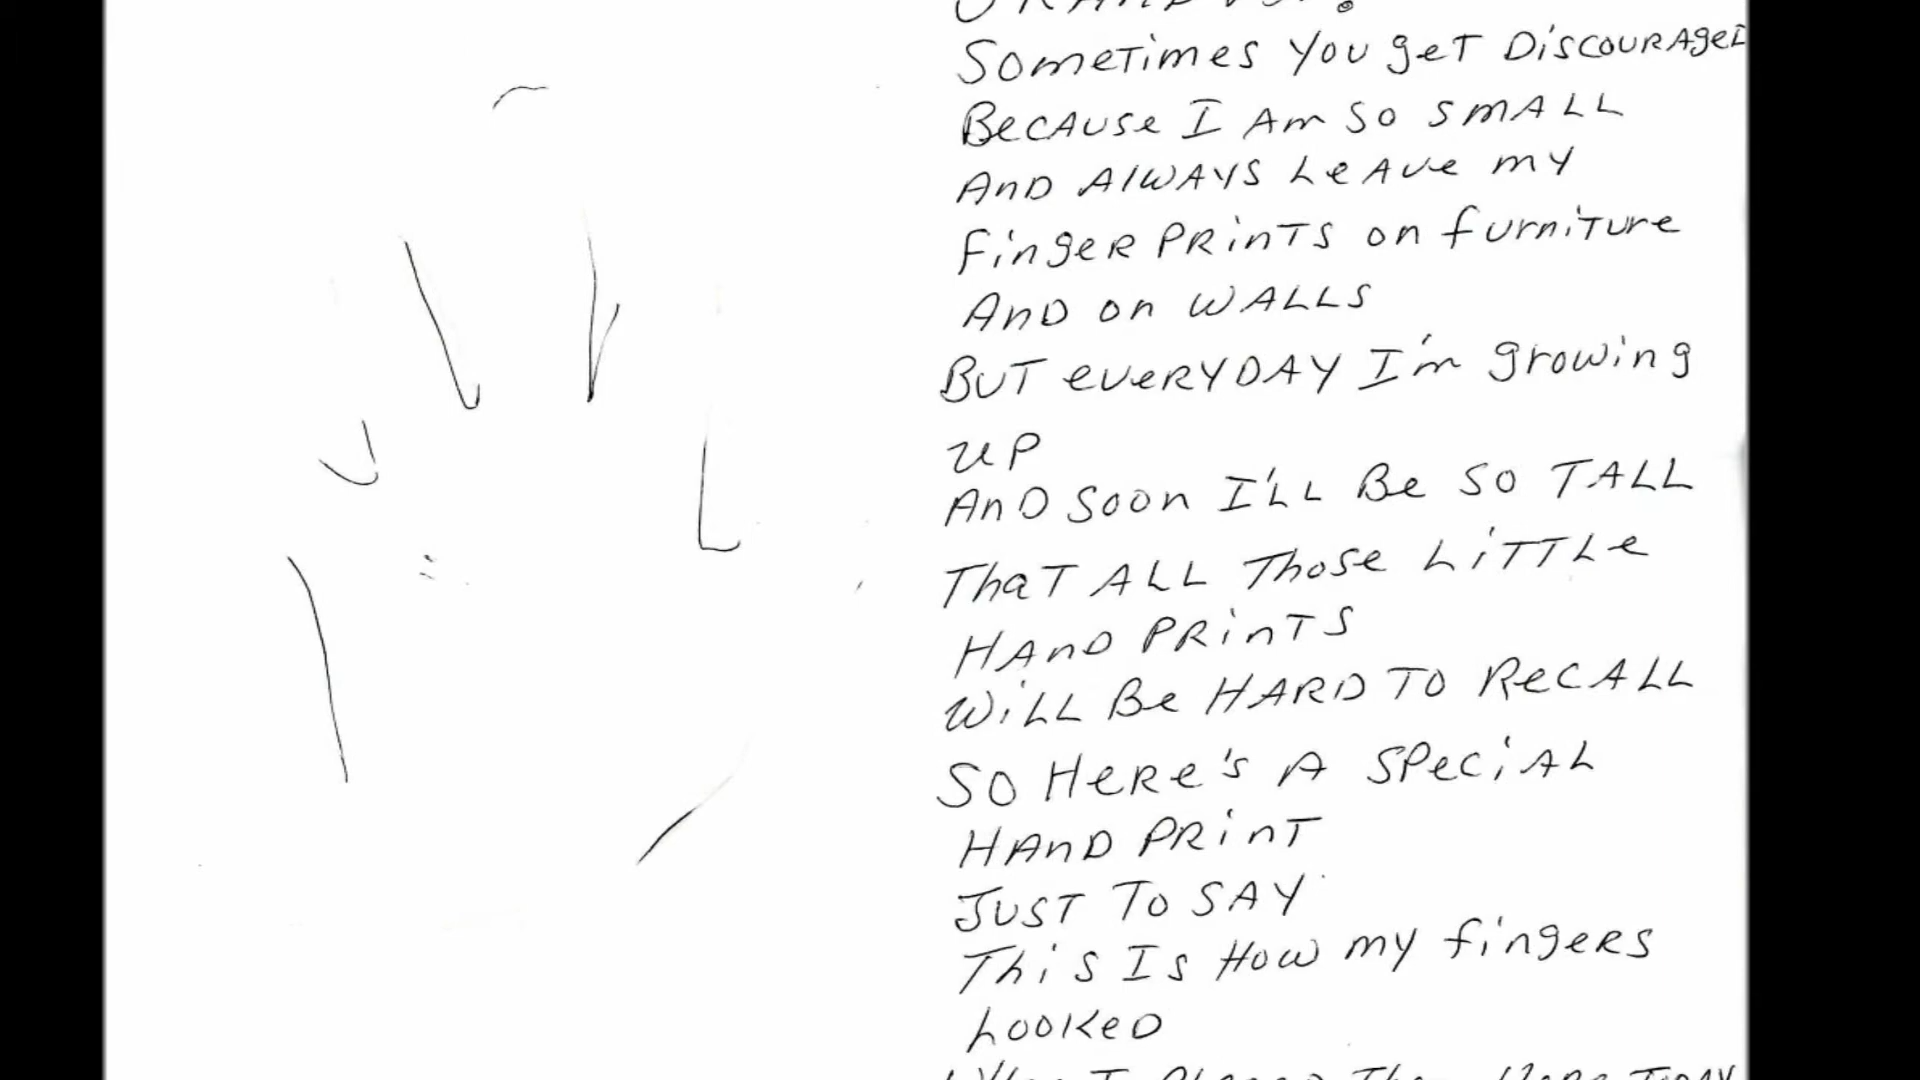 Sometimes You get Discouraged
Because I Am So small
And Always Leave my
Finger Prints on furniture
And on walls
But everyday I'm growing
up
And soon I'll Be so Tall
That All Those Little
Hand Prints
Will Be Hard To Recall
So Here's A Special
Hand Print
Just To Say
This Is How my fingers
Looked